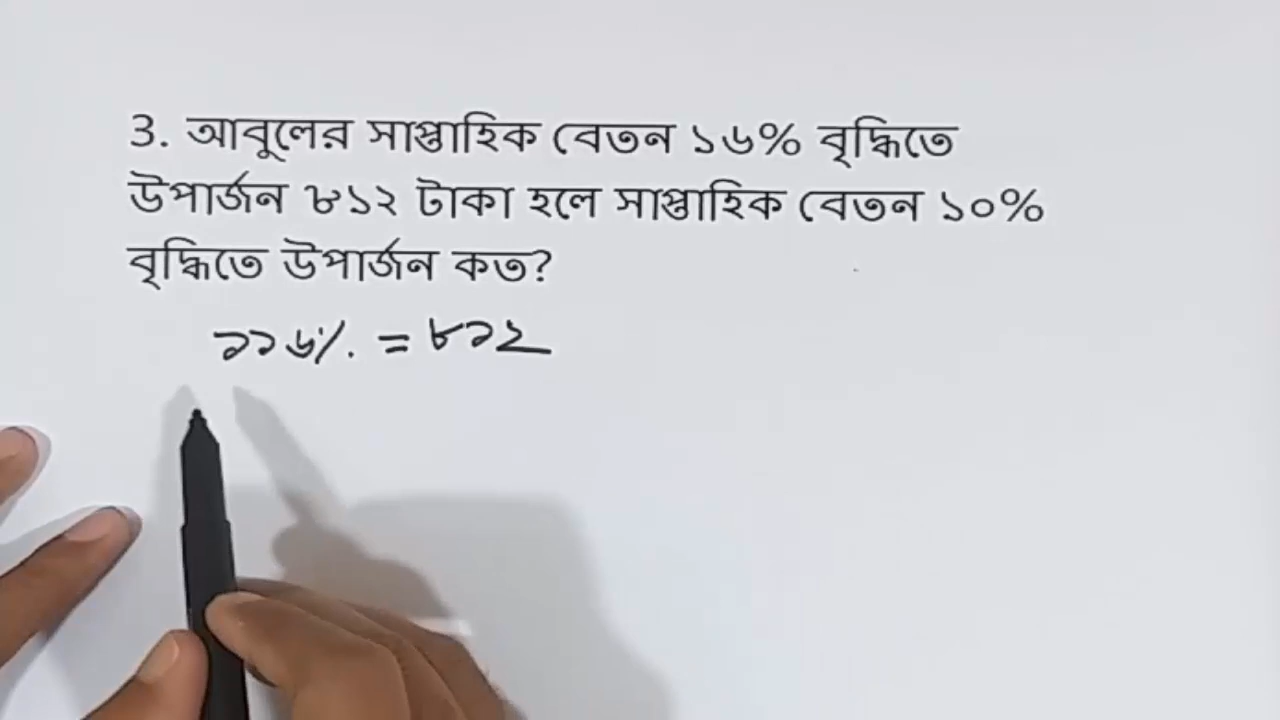 3. আবুলের সাপ্তাহিক বেতন ১৬% বৃদ্ধিতে
উপার্জন ৮১২ টাকা হলে সাপ্তাহিক বেতন ১০%
বৃদ্ধিতে উপার্জন কত?
১১৬% = ৮১২